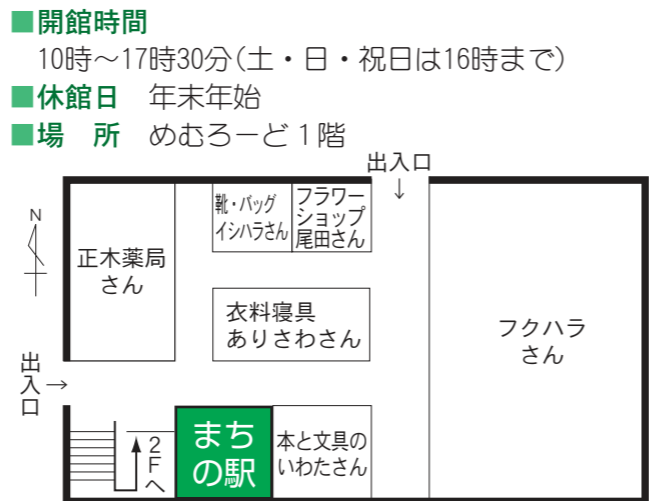 ■開館時間
10時～17時30分(土・日・祝日は16時まで)
■休館日　年末年始
■場　所　めむろーど1階
出入口
↓
N
正木薬局
さん
靴・バッグ
イシハラさん
フラワー
ショップ
尾田さん
衣料寝具
ありさわさん
フクハラ
さん
出入口→
2Fへ
まち
の駅
本と文具の
いわたさん